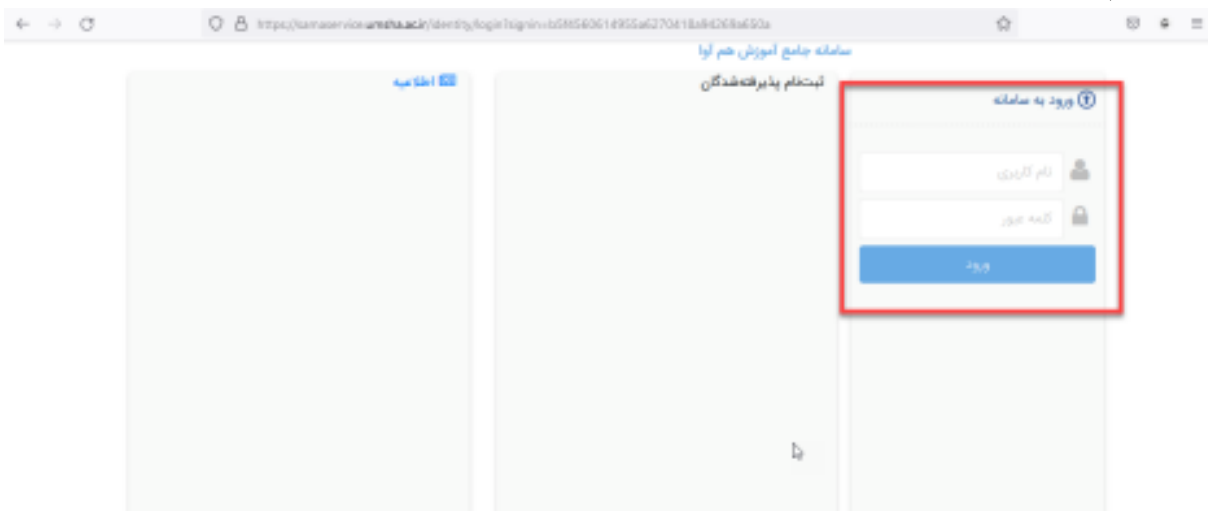 سامانه جامع آموزش هم آوا
ورود به سامانه
نام کاربری
کلمه عبور
ورود
ثبت‌نام پذیرفته‌شدگان
اطلاعیه